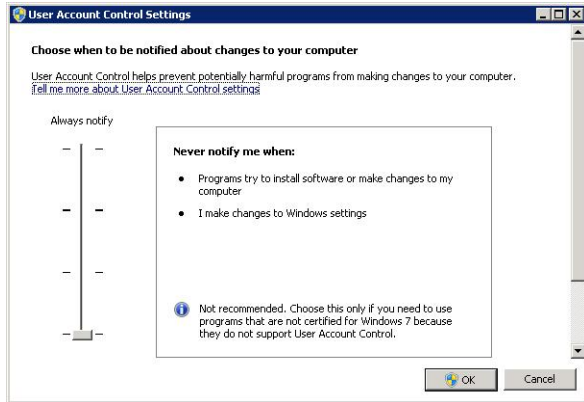 User Account Control Settings
Choose when to be notified about changes to your computer
User Account Control helps prevent potentially harmful programs from making changes to your computer.
Tell me more about User Account Control settings
Always notify
Never notify me when:
Programs try to install software or make changes to my
computer
I make changes to Windows settings
Not recommended. Choose this only if you need to use
programs that are not certified for Windows 7 because
they do not support User Account Control.
OK
Cancel